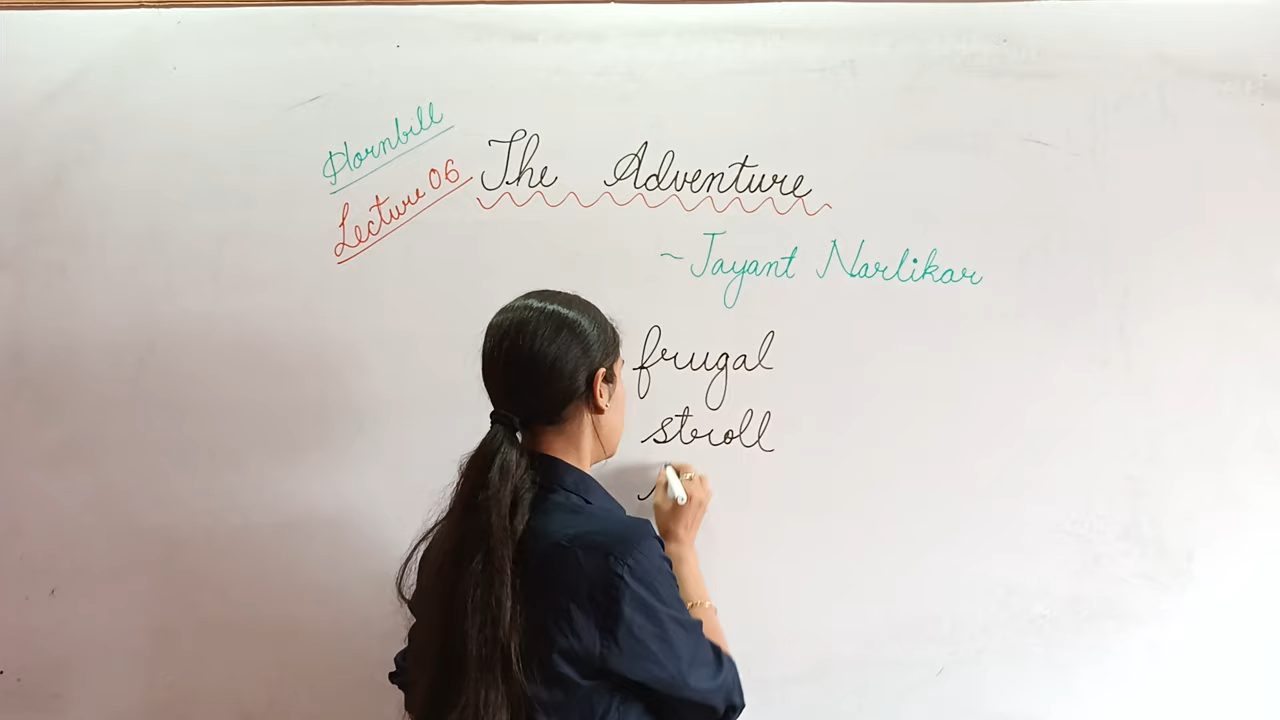 Hornbill
Lecture 06
The Adventure
~ Jayant Narlikar
frugal
stroll